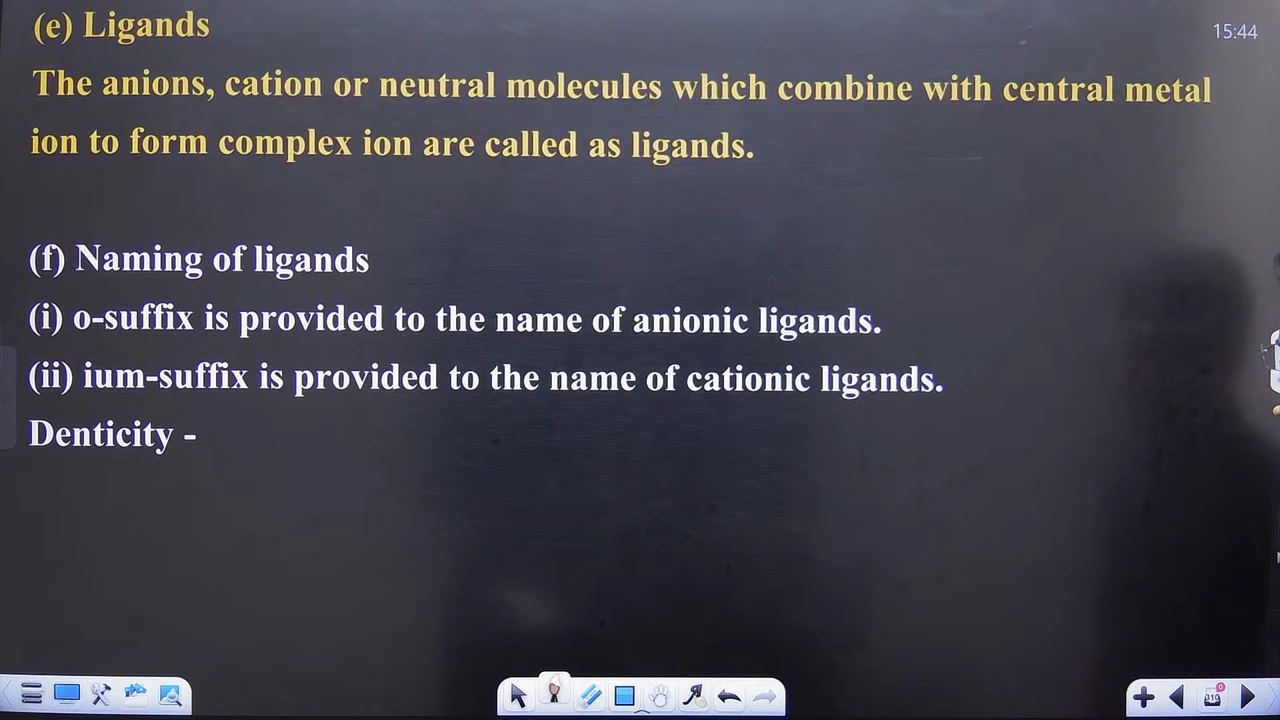 (e) Ligands
15:44
The anions, cation or neutral molecules which combine with central metal
ion to form complex ion are called as ligands.
(f) Naming of ligands
(i) o-suffix is provided to the name of anionic ligands.
(ii) ium-suffix is provided to the name of cationic ligands.
Denticity -
310
0